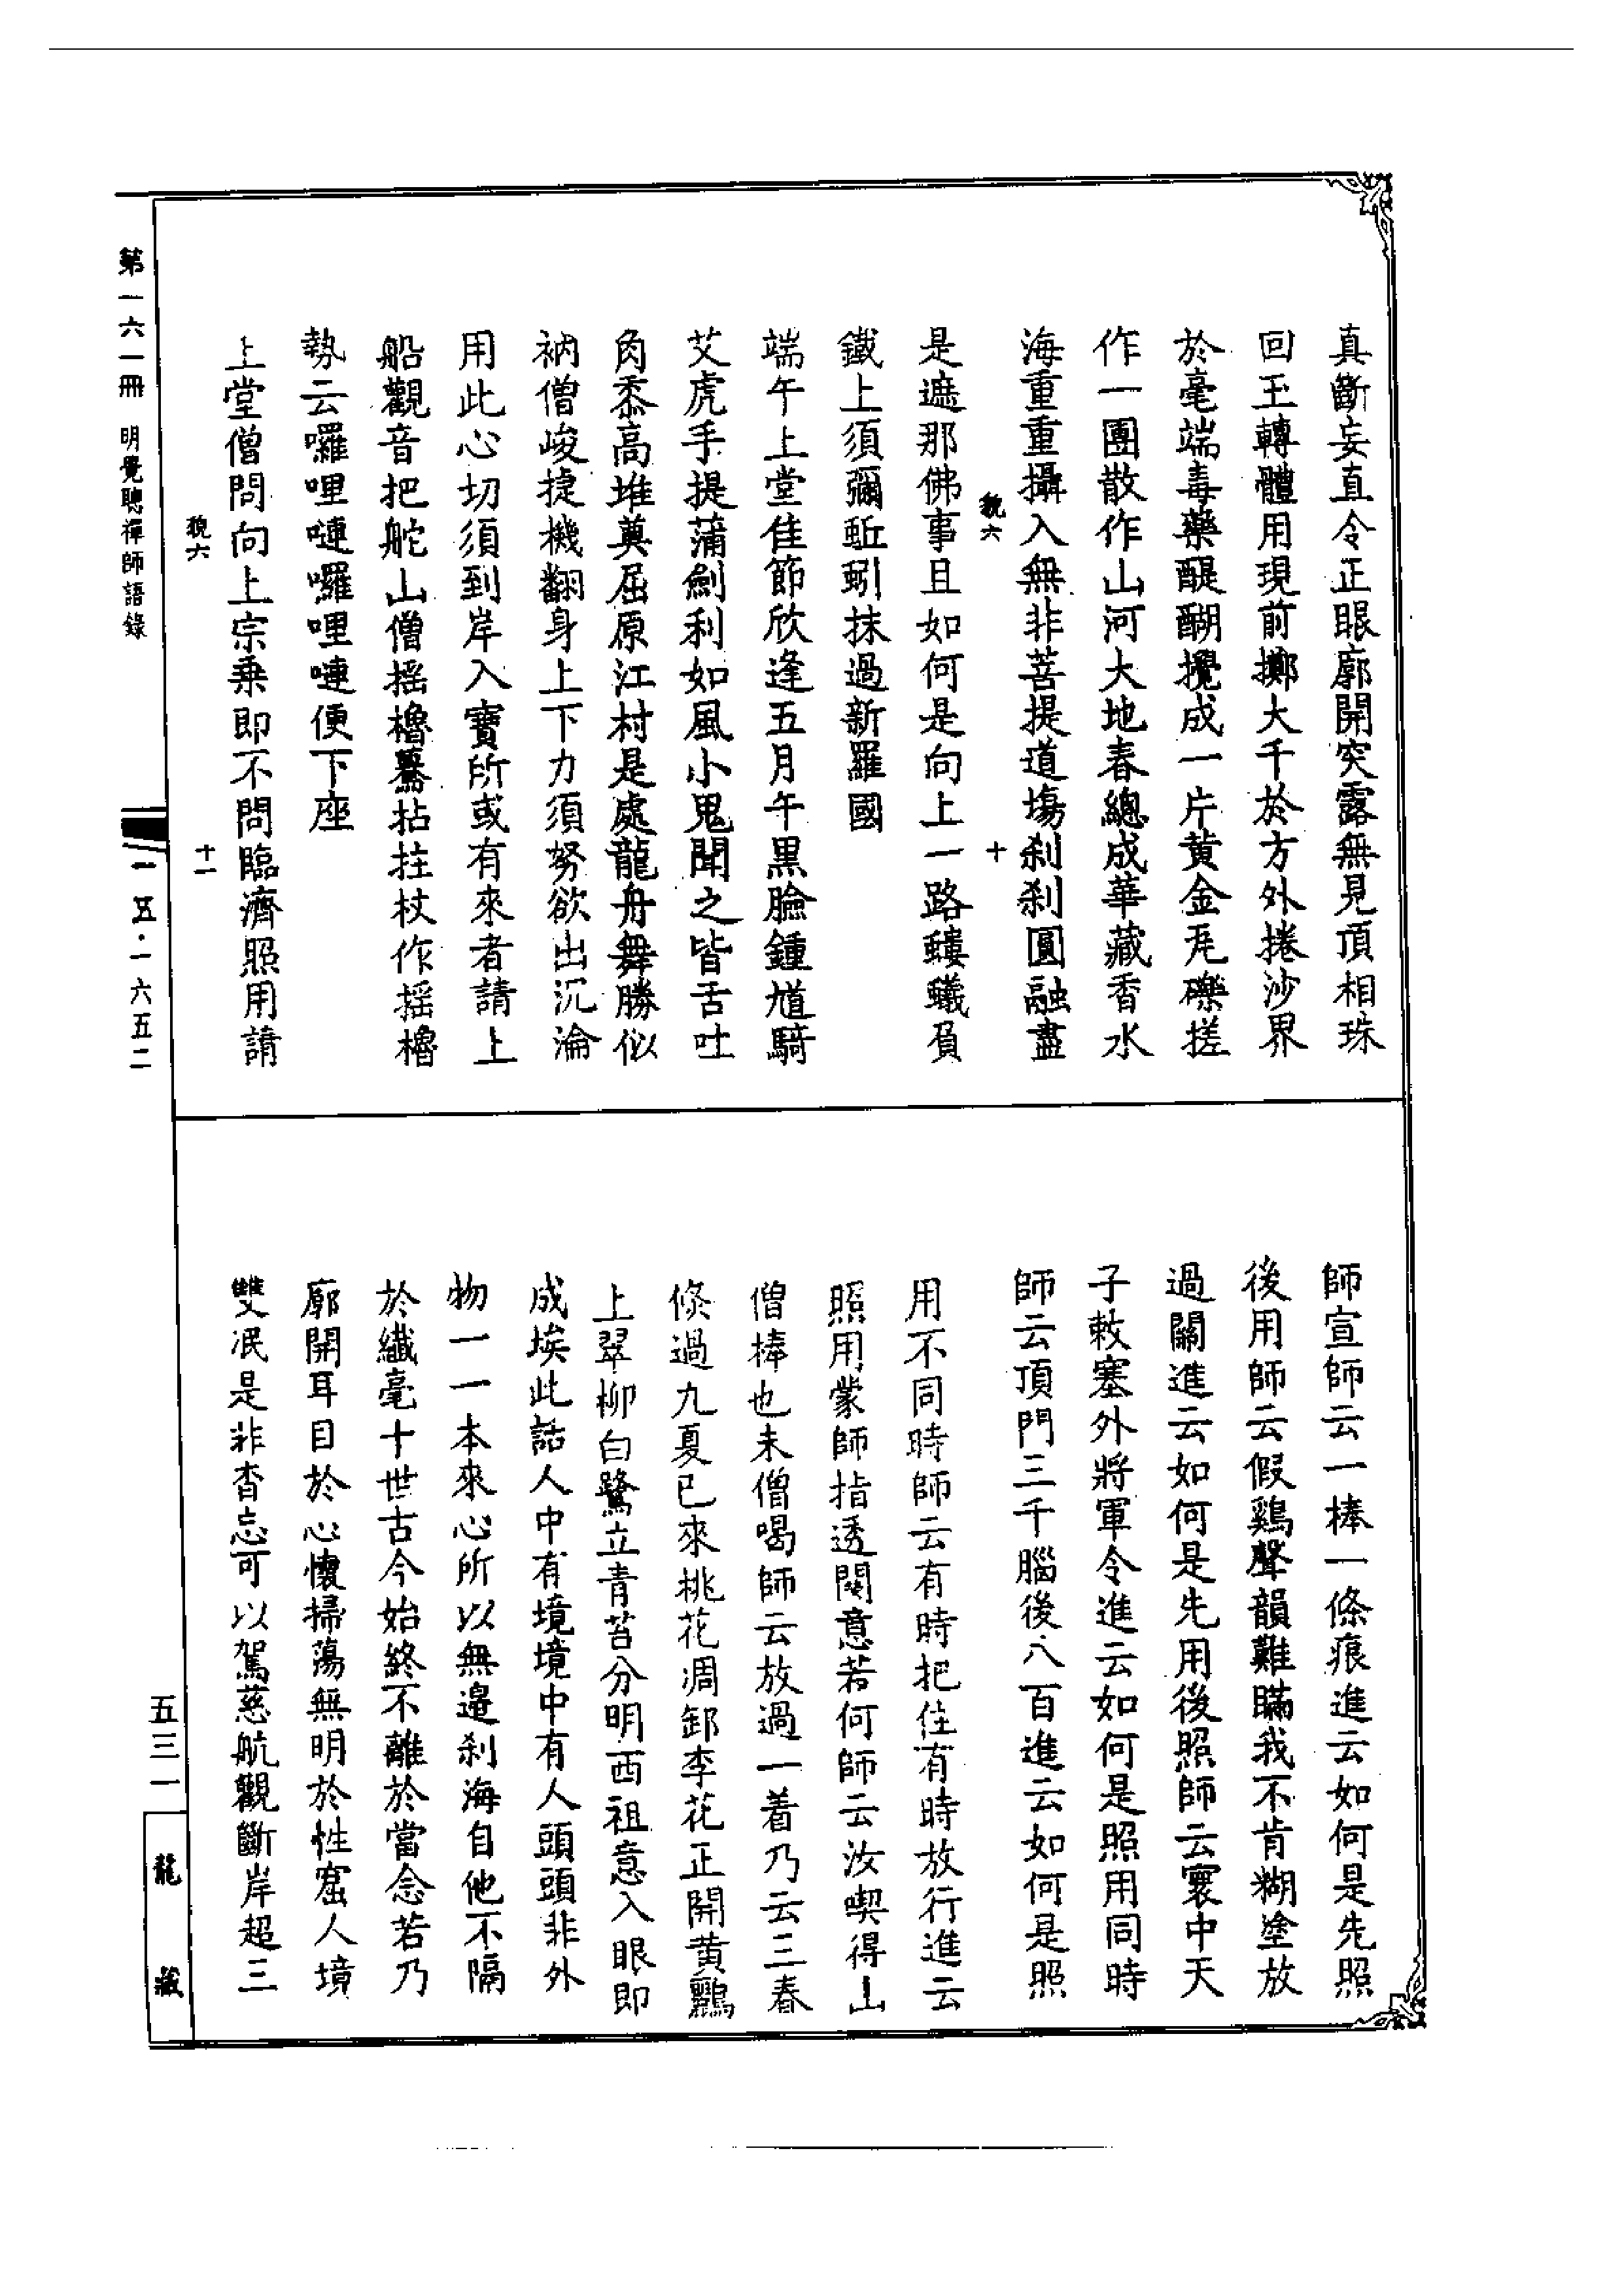 真斷妄直令正眼廓開突露無見頂相珠
回玉轉體用現前擲大千於方外捲沙界
於毫端毒藥醍醐攪成一片黃金瓦礫搓
作一團散作山河大地春總成華藏香水
海重重攝入無非菩提道場剎剎圓融盡
貌六
十
是遮那佛事且如何是向上一路螻蟻負
鐵上須彌蚯蚓抹過新羅國
端午上堂佳節欣逢五月午黑臉鍾馗騎
艾虎手提蒲劍利如風小鬼聞之皆舌吐
角黍高堆奠屈原江村是處龍舟舞勝似
衲僧峻捷機翻身上下力須努欲出沉淪
用此心切須到岸入寶所或有來者請上
船觀音把舵山僧搖櫓驀拈拄杖作搖櫓
勢云囉哩嗹囉哩嗹便下座
上堂僧問向上宗乗即不問臨濟照用請
貌六
十一
師宣師云一棒一條痕進云如何是先照
後用師云假鷄聲韻難瞞我不肯糊塗放
過關進云如何是先用後照師云寰中天
子敕塞外將軍令進云如何是照用同時
師云頂門三千腦後八百進云如何是照
用不同時師云有時把住有時放行進云
照用蒙師指透關意若何師云汝喫得山
僧棒也未僧喝師云放過一着乃云三春
倏過九夏已來桃花凋卸李花正開黃鸝
上翠柳白鷺立青苔分明西祖意入眼即
成埃此話人中有境境中有人頭頭非外
物一一本來心所以無邉剎海自他不隔
於纖毫十世古今始終不離於當念若乃
廓開耳目於心懷掃蕩無明於性窟人境
雙泯是非杳忘可以駕慈航觀斷岸超三
第一六一冊 明覺聰禪師語錄
一五·一六五二
五三一
龍藏